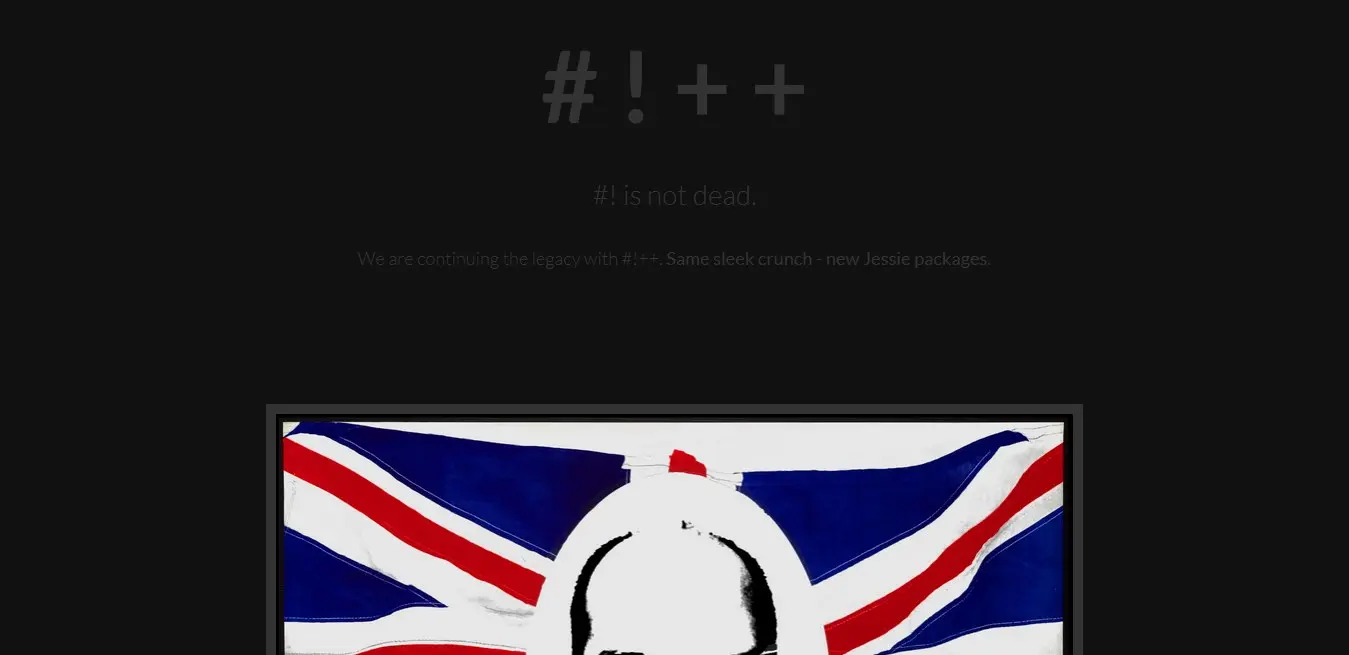 #!++
#! is not dead.
We are continuing the legacy with #!++. Same sleek crunch - new Jessie packages.